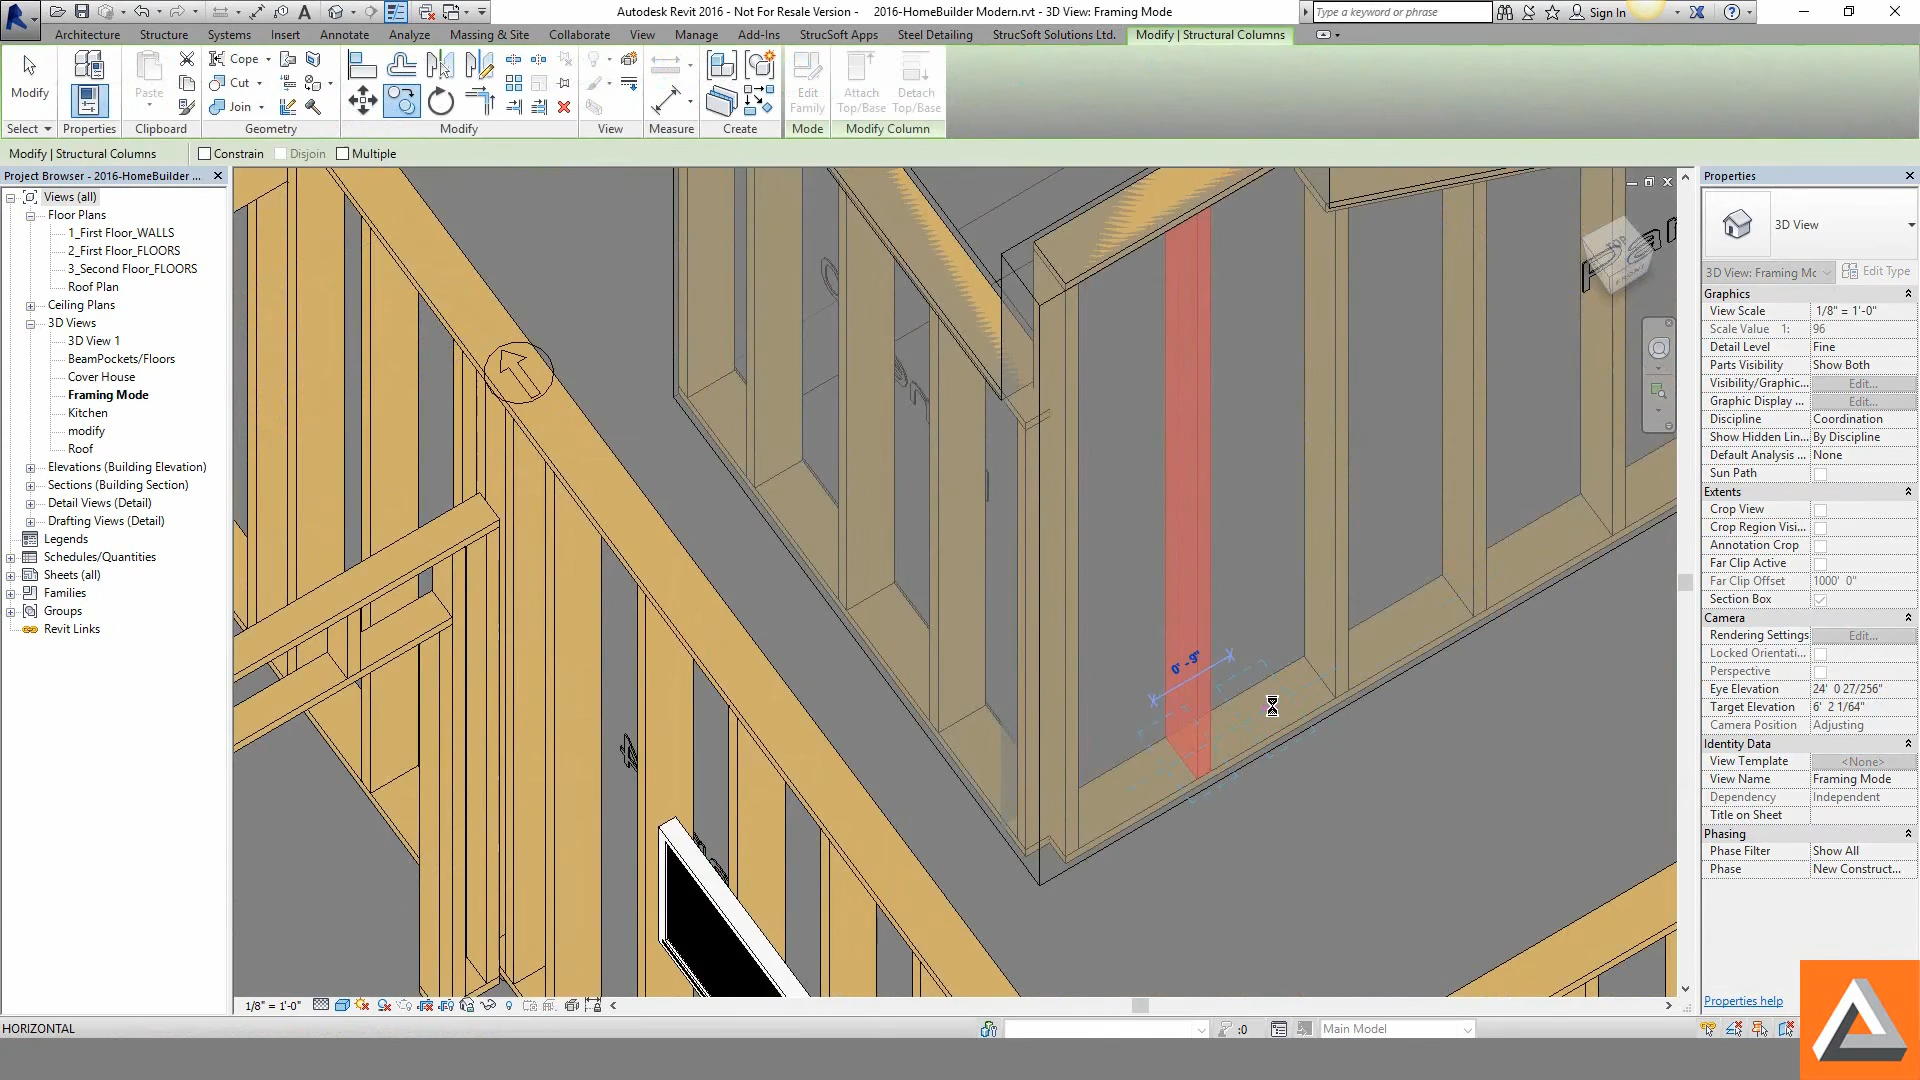 Autodesk Revit 2016 - Not For Resale Version - 2016-HomeBuilder Modern.rvt - 3D View: Framing Mode
Type a keyword or phrase
Sign In
Architecture Structure Systems Insert Annotate Analyze Massing & Site Collaborate View Manage Add-Ins StrucSoft Apps Steel Detailing StrucSoft Solutions Ltd. Modify | Structural Columns
Modify
Paste
Cope
Cut
Join
Edit Family
Attach Top/Base
Detach Top/Base
Select Properties Clipboard Geometry Modify View Measure Create Mode Modify Column
Modify | Structural Columns Constrain Disjoin Multiple
Project Browser - 2016-HomeBuilder ...
Views (all)
Floor Plans
1_First Floor_WALLS
2_First Floor_FLOORS
3_Second Floor_FLOORS
Roof Plan
Ceiling Plans
3D Views
3D View 1
BeamPockets/Floors
Cover House
Framing Mode
Kitchen
modify
Roof
Elevations (Building Elevation)
Sections (Building Section)
Detail Views (Detail)
Drafting Views (Detail)
Legends
Schedules/Quantities
Sheets (all)
Families
Groups
Revit Links
0' - 9"
TOP
FRONT
Properties
3D View
3D View: Framing Mc Edit Type
Graphics
View Scale 1/8" = 1'-0"
Scale Value 1: 96
Detail Level Fine
Parts Visibility Show Both
Visibility/Graphic... Edit...
Graphic Display ... Edit...
Discipline Coordination
Show Hidden Lin... By Discipline
Default Analysis ... None
Sun Path
Extents
Crop View
Crop Region Visi...
Annotation Crop
Far Clip Active
Far Clip Offset 1000' 0"
Section Box
Camera
Rendering Settings Edit...
Locked Orientati...
Perspective
Eye Elevation 24' 0 27/256"
Target Elevation 6' 2 1/64"
Camera Position Adjusting
Identity Data
View Template <None>
View Name Framing Mode
Dependency Independent
Title on Sheet
Phasing
Phase Filter Show All
Phase New Construct...
Properties help
1/8" = 1'-0"
HORIZONTAL
:0
Main Model